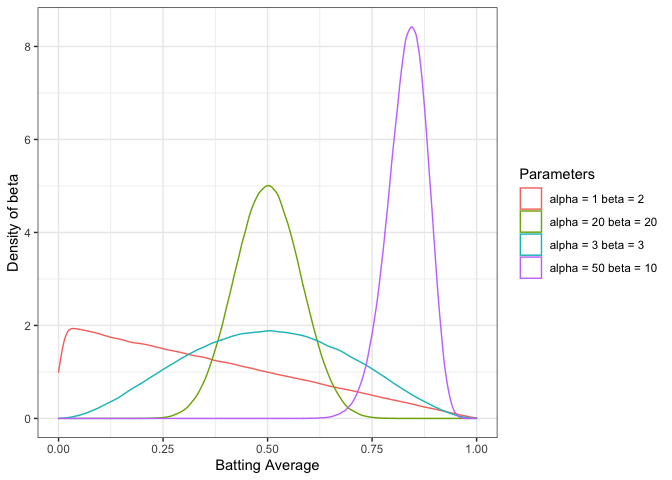 Density of beta
8
6
4
2
0
0.00 0.25 0.50 0.75 1.00
Batting Average
Parameters
alpha = 1 beta = 2
alpha = 20 beta = 20
alpha = 3 beta = 3
alpha = 50 beta = 10